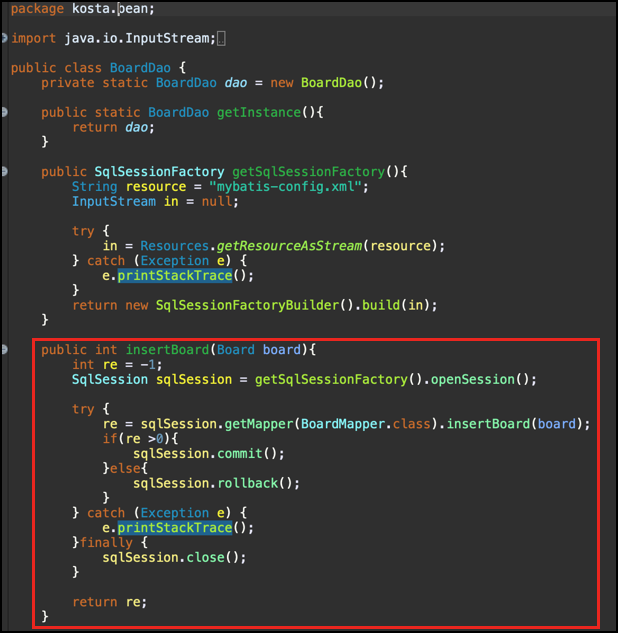 package kosta.bean;
import java.io.InputStream;
public class BoardDao {
    private static BoardDao dao = new BoardDao();
    public static BoardDao getInstance(){
        return dao;
    }
    public SqlSessionFactory getSqlSessionFactory(){
        String resource = "mybatis-config.xml";
        InputStream in = null;
        try {
            in = Resources.getResourceAsStream(resource);
        } catch (Exception e) {
            e.printStackTrace();
        }
        return new SqlSessionFactoryBuilder().build(in);
    }
    public int insertBoard(Board board){
        int re = -1;
        SqlSession sqlSession = getSqlSessionFactory().openSession();
        try {
            re = sqlSession.getMapper(BoardMapper.class).insertBoard(board);
            if(re >0){
                sqlSession.commit();
            }else{
                sqlSession.rollback();
            }
        } catch (Exception e) {
            e.printStackTrace();
        }finally {
            sqlSession.close();
        }
        return re;
    }